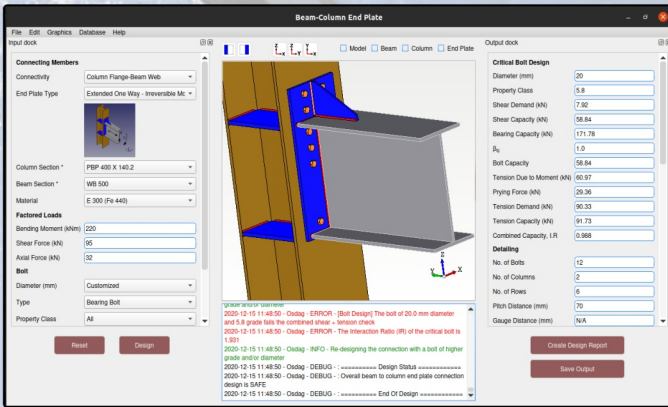 Beam-Column End Plate
File Edit Graphics Database Help
Input dock
Connecting Members
Connectivity Column Flange-Beam Web
End Plate Type Extended One Way - Irreversible Mc
Column Section * PBP 400 X 140.2
Beam Section * WB 500
Material E 300 (Fe 440)
Factored Loads
Bending Moment (kNm) 220
Shear Force (kN) 95
Axial Force (kN) 32
Bolt
Diameter (mm) Customized
Type Bearing Bolt
Property Class All
Reset Design
Model Beam Column End Plate
z
x
z
y
y
x
z
y x
grade and/or diameter
2020-12-15 11:48:50 - Osdag - ERROR - [Bolt Design] The bolt of 20.0 mm diameter
and 5.8 grade fails the combined shear + tension check
2020-12-15 11:48:50 - Osdag - ERROR - The Interaction Ratio (IR) of the critical bolt is
1.931
2020-12-15 11:48:50 - Osdag - INFO - Re-designing the connection with a bolt of higher
grade and/or diameter
2020-12-15 11:48:50 - Osdag - DEBUG - : ========== Design Status ============
2020-12-15 11:48:50 - Osdag - DEBUG - : Overall beam to column end plate connection
design is SAFE
2020-12-15 11:48:50 - Osdag - DEBUG - : ========== End Of Design ===========
Output dock
Critical Bolt Design
Diameter (mm) 20
Property Class 5.8
Shear Demand (kN) 7.92
Shear Capacity (kN) 58.84
Bearing Capacity (kN) 171.78
1.0
Bolt Capacity 58.84
Tension Due to Moment (kN) 60.97
Prying Force (kN) 29.36
Tension Demand (kN) 90.33
Tension Capacity (kN) 91.73
Combined Capacity, I.R 0.988
Detailing
No. of Bolts 12
No. of Columns 2
No. of Rows 6
Pitch Distance (mm) 70
Gauge Distance (mm) N/A
Create Design Report
Save Output